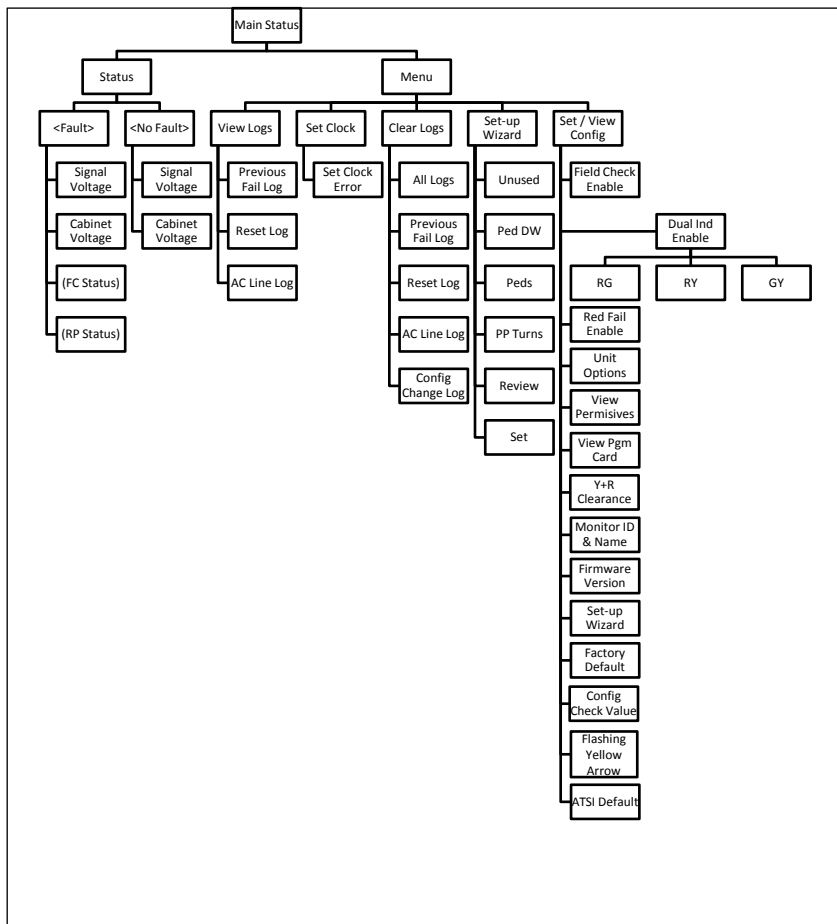 Main Status
Status
Menu
<Fault>
<No Fault>
View Logs
Set Clock
Clear Logs
Set-up
Wizard
Set / View
Config
Signal
Voltage
Cabinet
Voltage
(FC Status)
(RP Status)
Signal
Voltage
Cabinet
Voltage
Previous
Fail Log
Reset Log
AC Line Log
Set Clock
Error
All Logs
Previous
Fail Log
Reset Log
AC Line Log
Config
Change Log
Unused
Ped DW
Peds
PP Turns
Review
Set
Field Check
Enable
Dual Ind
Enable
RG
RY
GY
Red Fail
Enable
Unit
Options
View
Permisives
View Pgm
Card
Y+R
Clearance
Monitor ID
& Name
Firmware
Version
Set-up
Wizard
Factory
Default
Config
Check Value
Flashing
Yellow
Arrow
ATSI Default